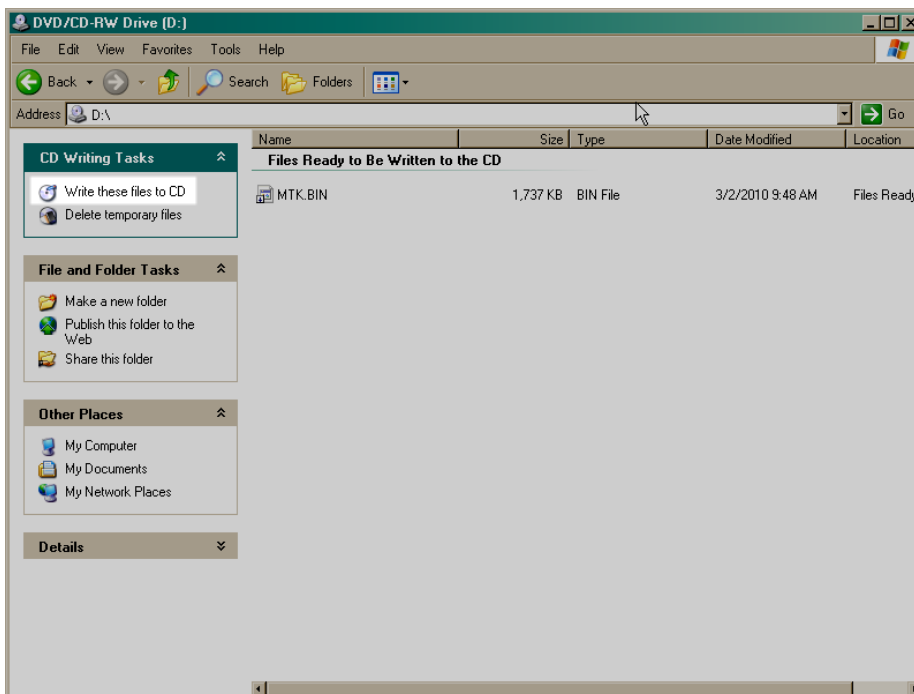 DVD/CD-RW Drive (D:)
File Edit View Favorites Tools Help
Back Search Folders
Address D:\ Go
Name Size Type Date Modified Location
CD Writing Tasks
Files Ready to Be Written to the CD
Write these files to CD
MTK.BIN 1,737 KB BIN File 3/2/2010 9:48 AM Files Ready
Delete temporary files
File and Folder Tasks
Make a new folder
Publish this folder to the
Web
Share this folder
Other Places
My Computer
My Documents
My Network Places
Details